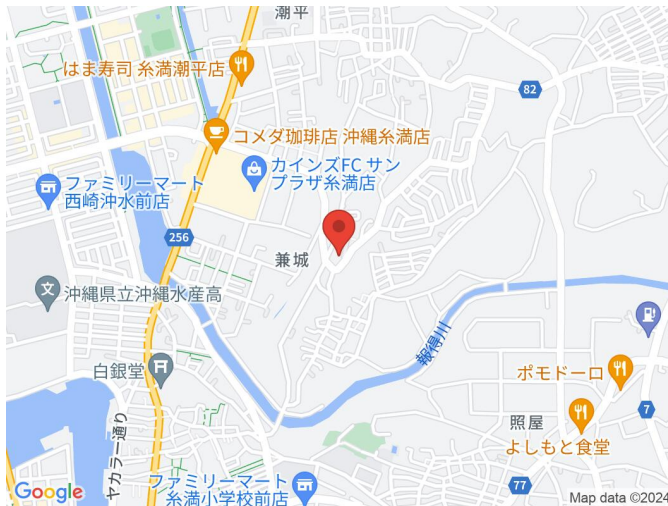 潮平
はま寿司 糸満潮平店
82
コメダ珈琲店 沖縄糸満店
カインズFC サン
プラザ糸満店
ファミリーマート
西崎沖水前店
256
兼城
文
沖縄県立沖縄水産高
報得川
白銀堂
ポモドーロ
ヤカラー通り
7
照屋
よしもと食堂
ファミリーマート
糸満小学校前店
77
Google
Map data ©2024